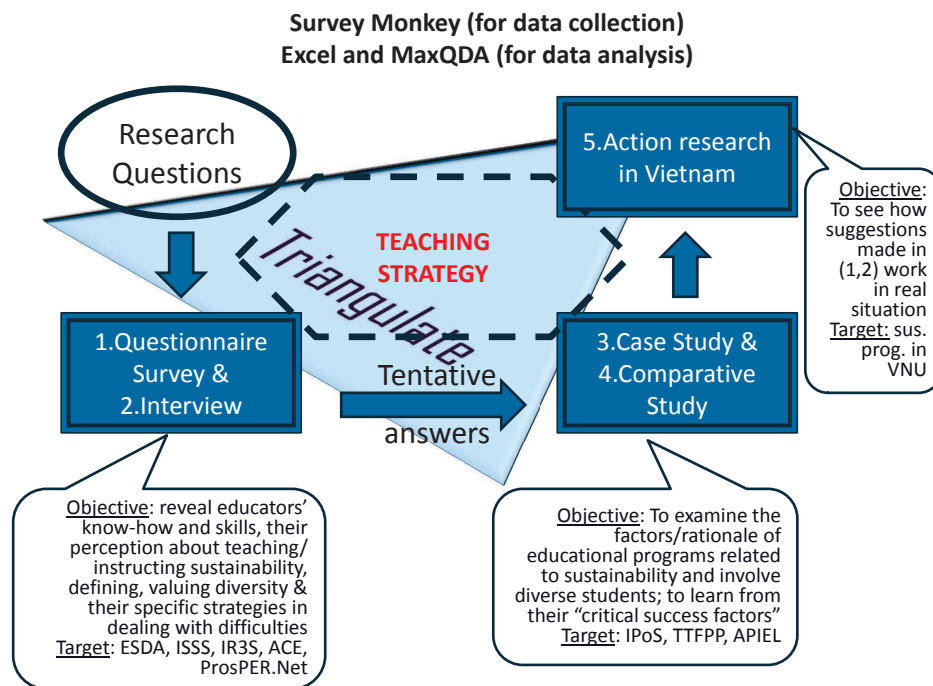 Survey Monkey (for data collection)
Excel and MaxQDA (for data analysis)
Research
Questions
5.Action research
in Vietnam
Objective:
To see how
suggestions
made in
(1,2) work
in real
situation
Target: sus.
prog. in
VNU
TEACHING
STRATEGY
Triangulate
1.Questionnaire
Survey &
2.Interview
Tentative
answers
3.Case Study &
4.Comparative
Study
Objective: reveal educators’
know-how and skills, their
perception about teaching/
instructing sustainability,
defining, valuing diversity &
their specific strategies in
dealing with difficulties
Target: ESDA, ISSS, IR3S, ACE,
ProsPER.Net
Objective: To examine the
factors/rationale of
educational programs related
to sustainability and involve
diverse students; to learn from
their “critical success factors”
Target: IPoS, TTFPP, APIEL